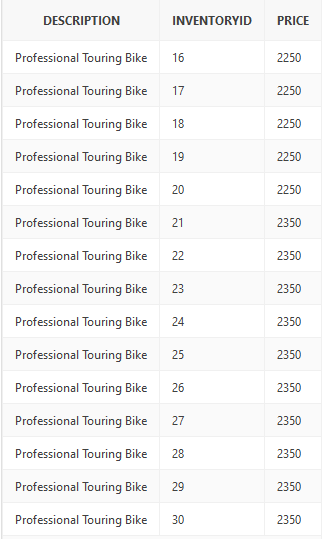 DESCRIPTION INVENTORYID PRICE
Professional Touring Bike 16 2250
Professional Touring Bike 17 2250
Professional Touring Bike 18 2250
Professional Touring Bike 19 2250
Professional Touring Bike 20 2250
Professional Touring Bike 21 2350
Professional Touring Bike 22 2350
Professional Touring Bike 23 2350
Professional Touring Bike 24 2350
Professional Touring Bike 25 2350
Professional Touring Bike 26 2350
Professional Touring Bike 27 2350
Professional Touring Bike 28 2350
Professional Touring Bike 29 2350
Professional Touring Bike 30 2350